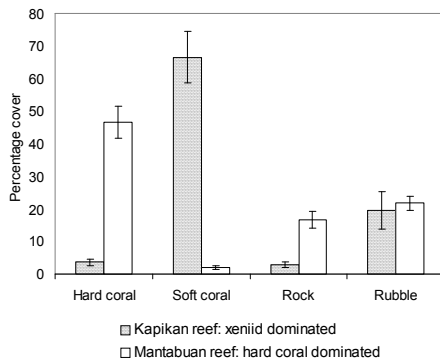 80
70
60
50
40
30
20
10
0
Percentage cover
Hard coral Soft coral Rock Rubble
Kapikan reef: xeniid dominated
Mantabuan reef: hard coral dominated